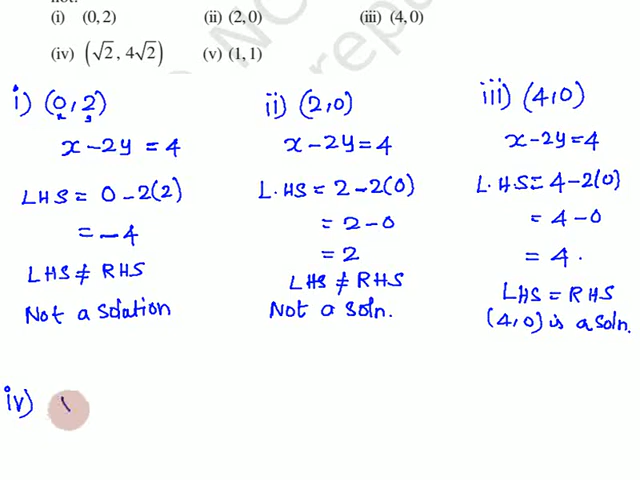 not.
(i) (0, 2) (ii) (2, 0) (iii) (4, 0)
(iv) (√2, 4√2) (v) (1, 1)
i) (0, 2) ii) (2,0) iii) (4,0)
x y
x - 2y = 4 x - 2y = 4 x - 2y = 4
LHS = 0 - 2(2) L.HS = 2 - 2(0) L.HS = 4 - 2(0)
= -4 = 2 - 0 = 4 - 0
= 2 = 4.
LHS ≠ RHS LHS ≠ RHS LHS = RHS
Not a solution Not a soln. (4,0) is a soln.
iv)